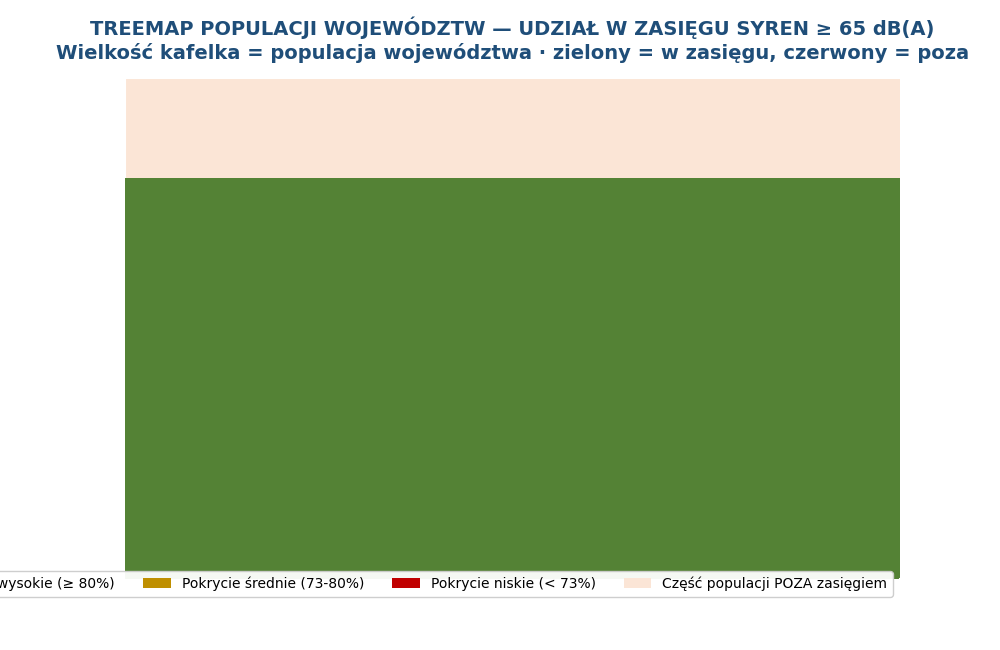 TREEMAP POPULACJI WOJEWÓDZTW — UDZIAŁ W ZASIĘGU SYREN ≥ 65 dB(A)
Wielkość kafelka = populacja województwa · zielony = w zasięgu, czerwony = poza
wysokie (≥ 80%) Pokrycie średnie (73-80%) Pokrycie niskie (< 73%) Część populacji POZA zasięgiem